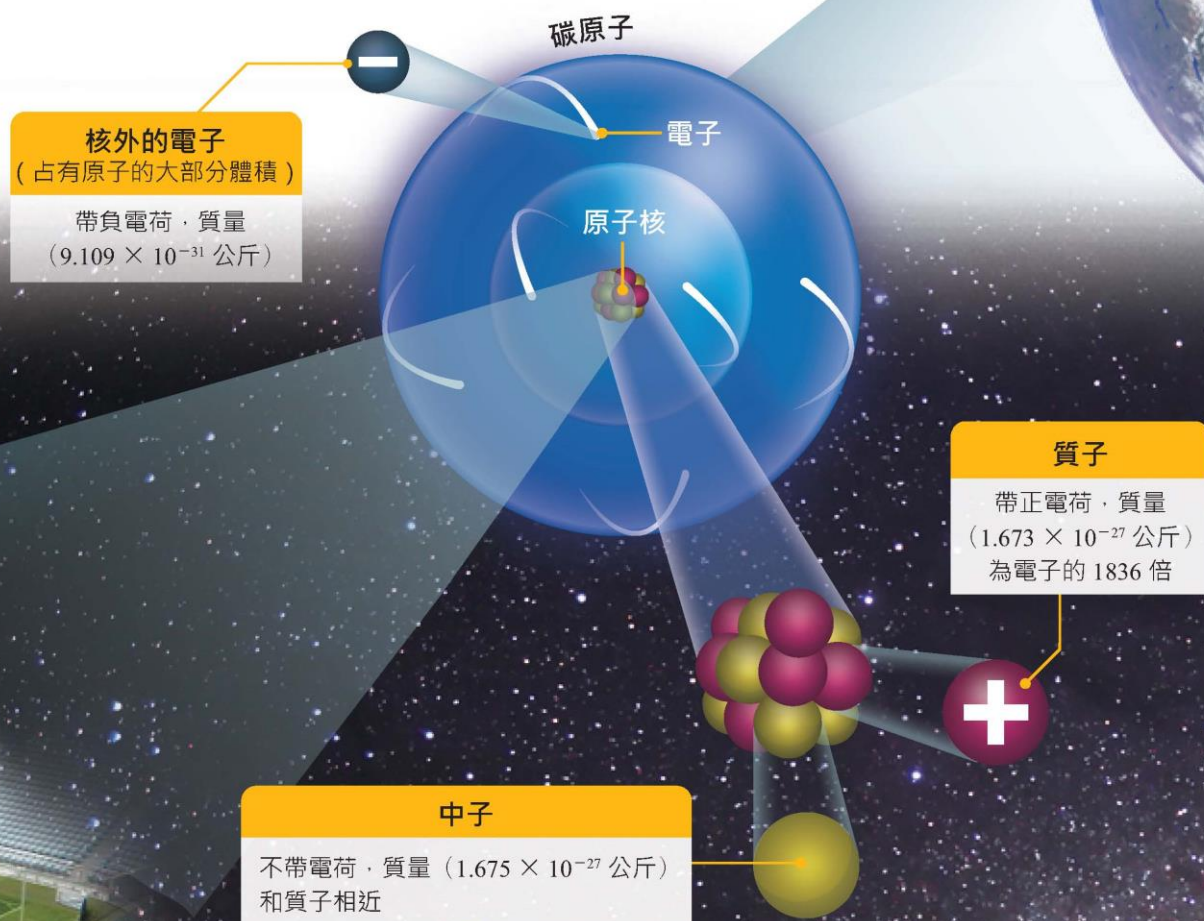 碳原子
核外的電子
(占有原子的大部分體積)
帶負電荷,質量
(9.109 × 10⁻³¹ 公斤)
電子
原子核
質子
帶正電荷,質量
(1.673 × 10⁻²⁷ 公斤)
為電子的 1836 倍
中子
不帶電荷,質量(1.675 × 10⁻²⁷ 公斤)
和質子相近